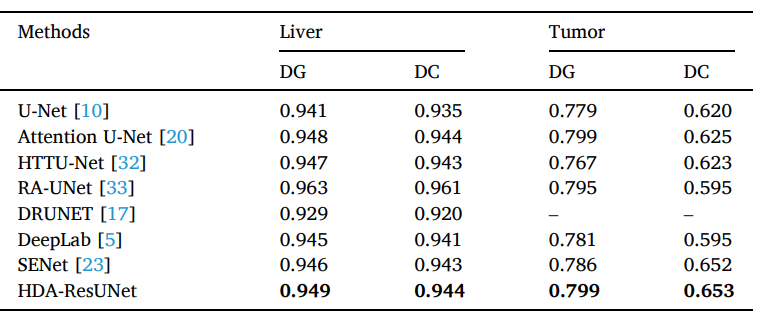 Methods Liver Tumor
DG DC DG DC
U-Net [10] 0.941 0.935 0.779 0.620
Attention U-Net [20] 0.948 0.944 0.799 0.625
HTTU-Net [32] 0.947 0.943 0.767 0.623
RA-UNet [33] 0.963 0.961 0.795 0.595
DRUNET [17] 0.929 0.920 – –
DeepLab [5] 0.945 0.941 0.781 0.595
SENet [23] 0.946 0.943 0.786 0.652
HDA-ResUNet 0.949 0.944 0.799 0.653